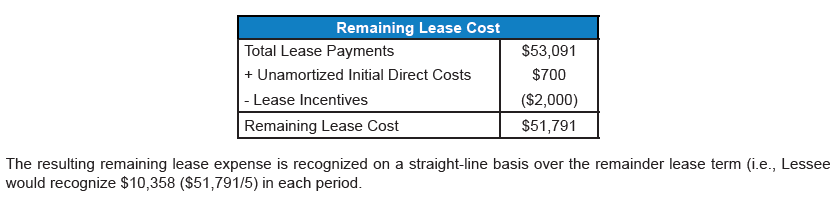 Remaining Lease Cost
Total Lease Payments $53,091
+ Unamortized Initial Direct Costs $700
- Lease Incentives ($2,000)
Remaining Lease Cost $51,791
The resulting remaining lease expense is recognized on a straight-line basis over the remainder lease term (i.e., Lessee
would recognize $10,358 ($51,791/5) in each period.